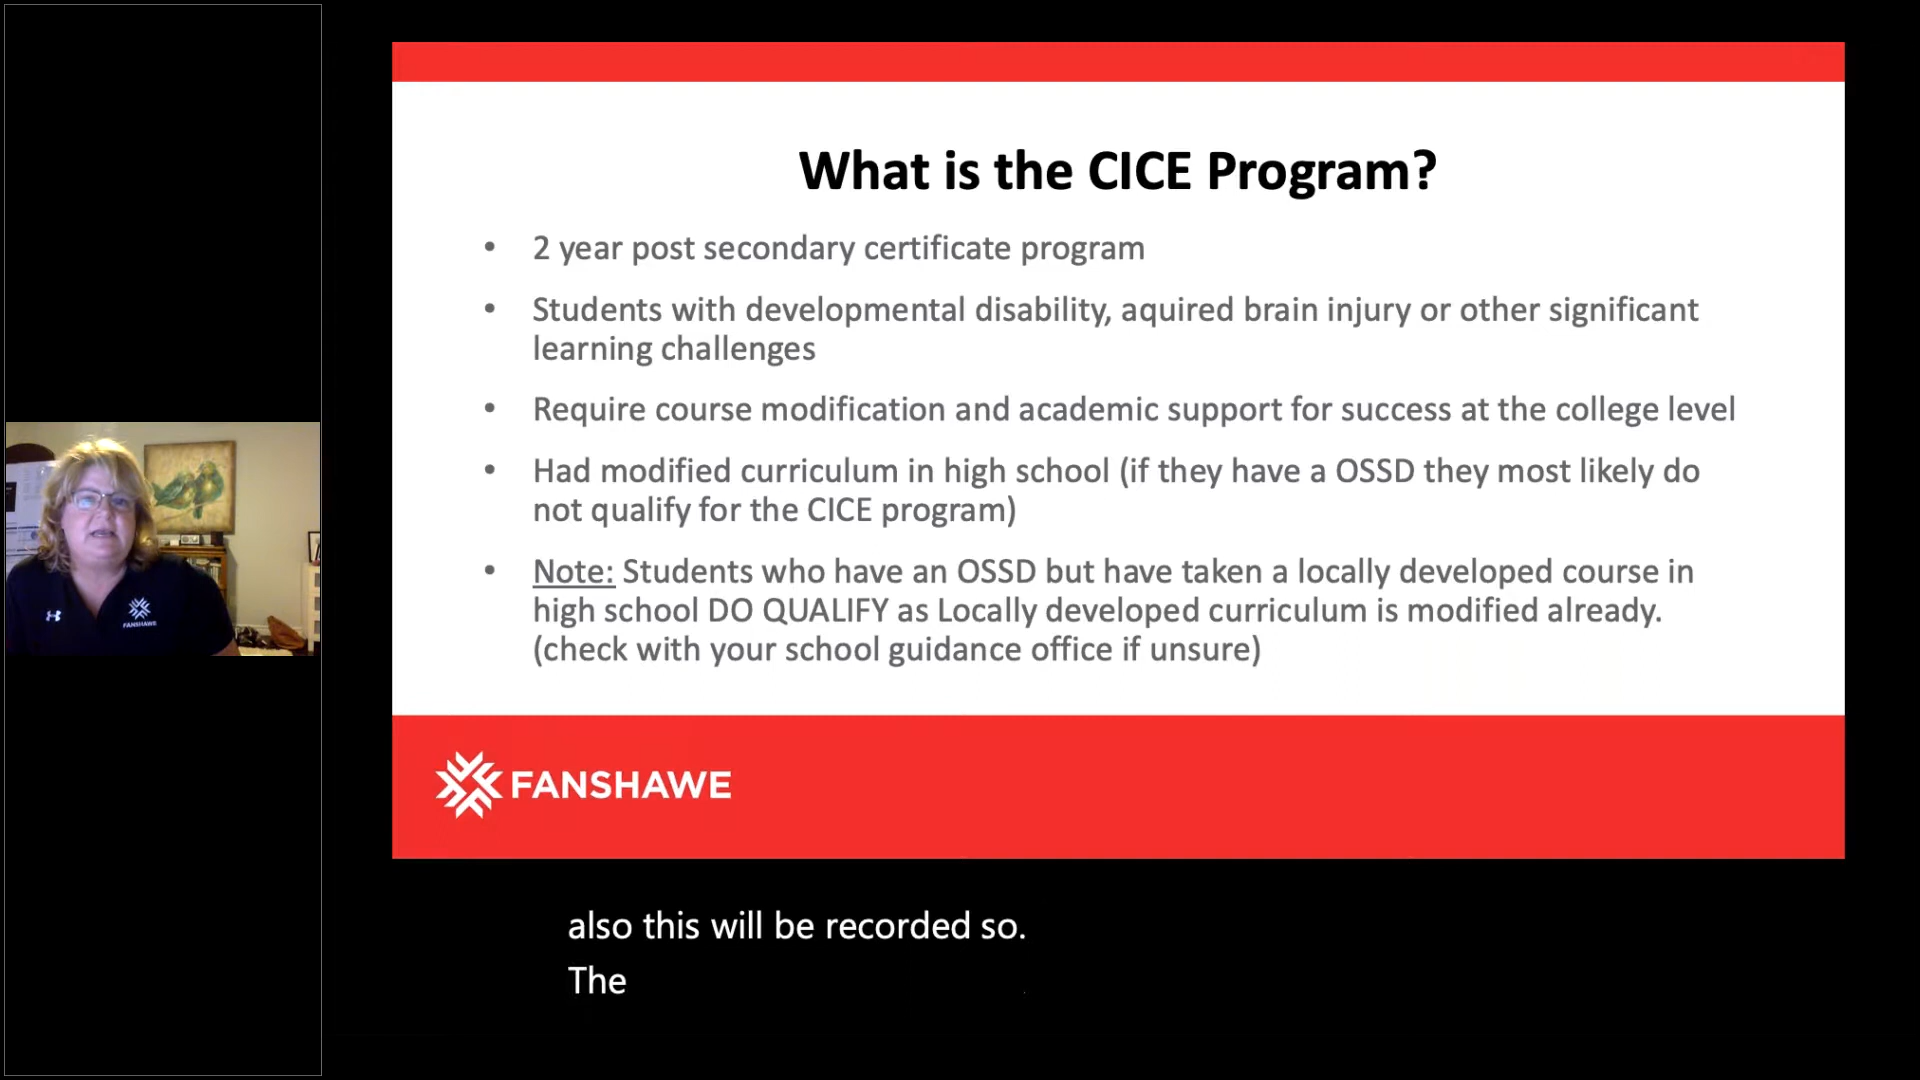 What is the CICE Program?
• 2 year post secondary certificate program
• Students with developmental disability, aquired brain injury or other significant
learning challenges
• Require course modification and academic support for success at the college level
• Had modified curriculum in high school (if they have a OSSD they most likely do
not qualify for the CICE program)
• Note: Students who have an OSSD but have taken a locally developed course in
high school DO QUALIFY as Locally developed curriculum is modified already.
(check with your school guidance office if unsure)
FANSHAWE
FANSHAWE
also this will be recorded so.
The